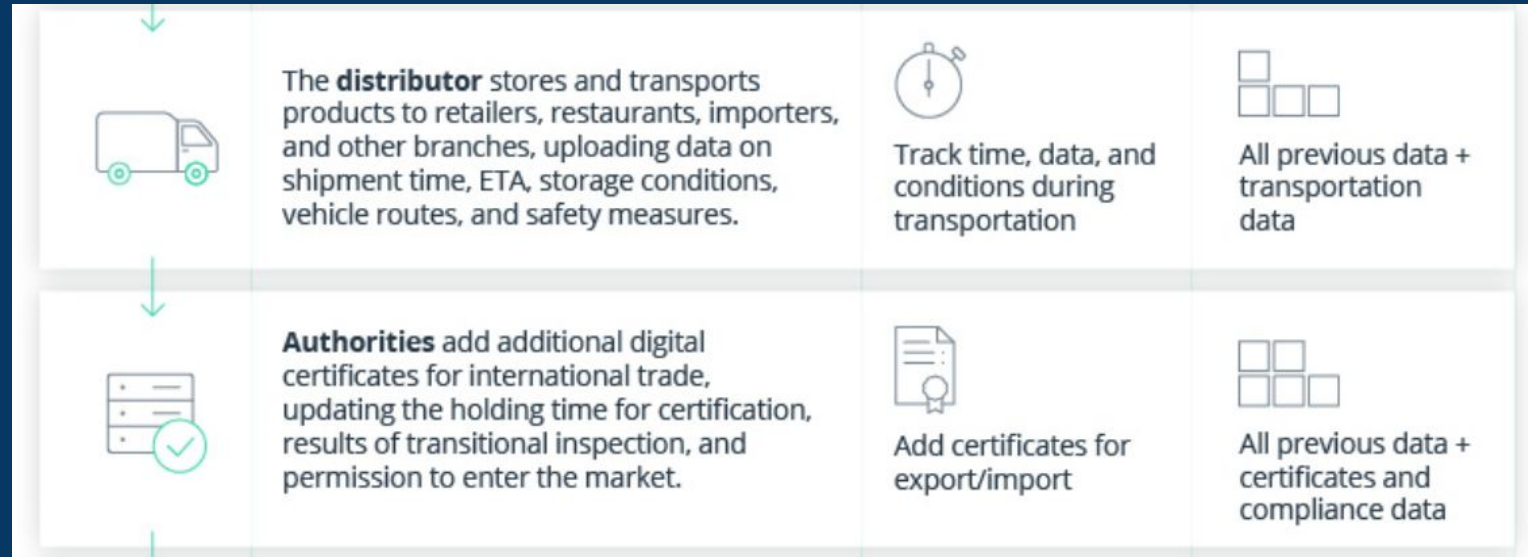 The distributor stores and transports
products to retailers, restaurants, importers,
and other branches, uploading data on
shipment time, ETA, storage conditions,
vehicle routes, and safety measures.
Track time, data, and
conditions during
transportation
All previous data +
transportation
data
Authorities add additional digital
certificates for international trade,
updating the holding time for certification,
results of transitional inspection, and
permission to enter the market.
Add certificates for
export/import
All previous data +
certificates and
compliance data